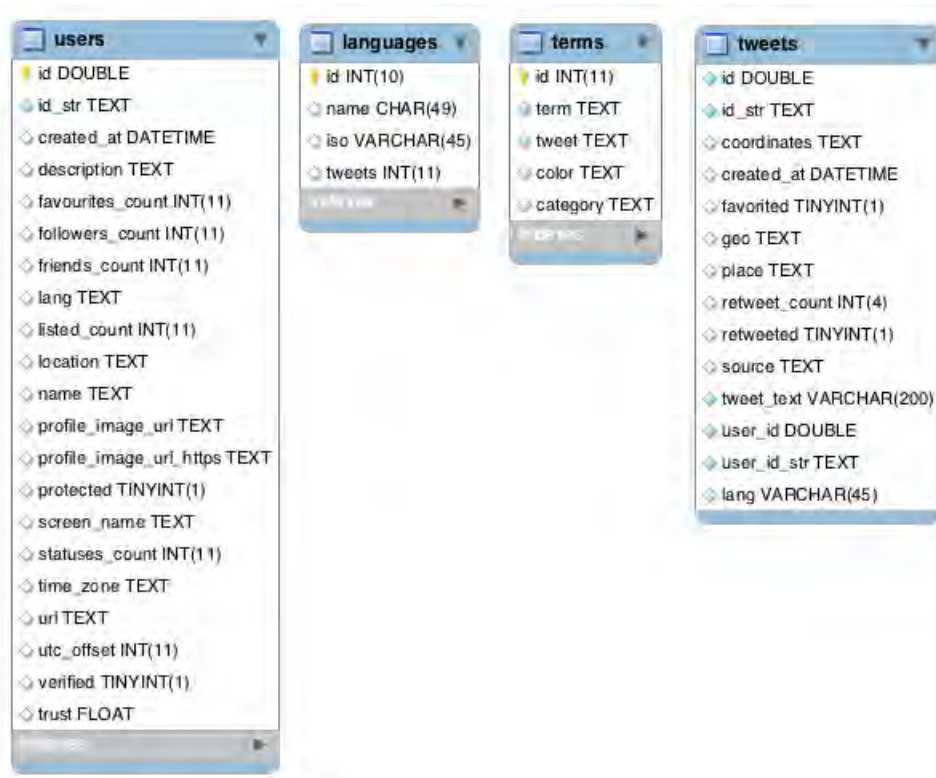 users
id DOUBLE
id_str TEXT
created_at DATETIME
description TEXT
favourites_count INT(11)
followers_count INT(11)
friends_count INT(11)
lang TEXT
listed_count INT(11)
location TEXT
name TEXT
profile_image_url TEXT
profile_image_url_https TEXT
protected TINYINT(1)
screen_name TEXT
statuses_count INT(11)
time_zone TEXT
url TEXT
utc_offset INT(11)
verified TINYINT(1)
trust FLOAT
languages
id INT(10)
name CHAR(49)
iso VARCHAR(45)
tweets INT(11)
terms
id INT(11)
term TEXT
tweet TEXT
color TEXT
category TEXT
tweets
id DOUBLE
id_str TEXT
coordinates TEXT
created_at DATETIME
favorited TINYINT(1)
geo TEXT
place TEXT
retweet_count INT(4)
retweeted TINYINT(1)
source TEXT
tweet_text VARCHAR(200)
user_id DOUBLE
user_id_str TEXT
lang VARCHAR(45)